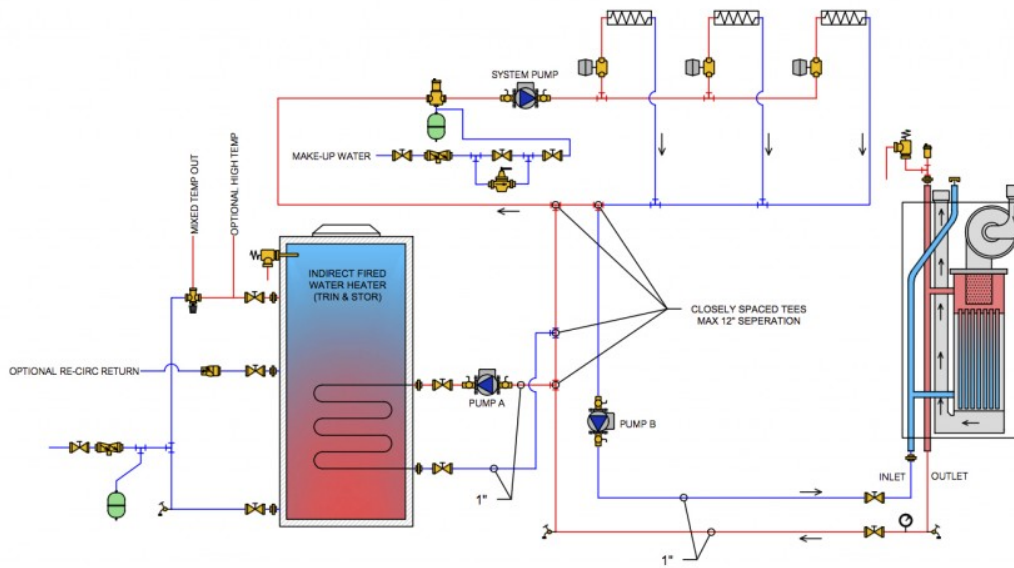 SYSTEM PUMP
MAKE-UP WATER
MIXED TEMP OUT
OPTIONAL HIGH TEMP
INDIRECT FIRED
WATER HEATER
(TRIN & STOR)
CLOSELY SPACED TEES
MAX 12" SEPERATION
OPTIONAL RE-CIRC RETURN
PUMP A
PUMP B
INLET
OUTLET
1"
1"